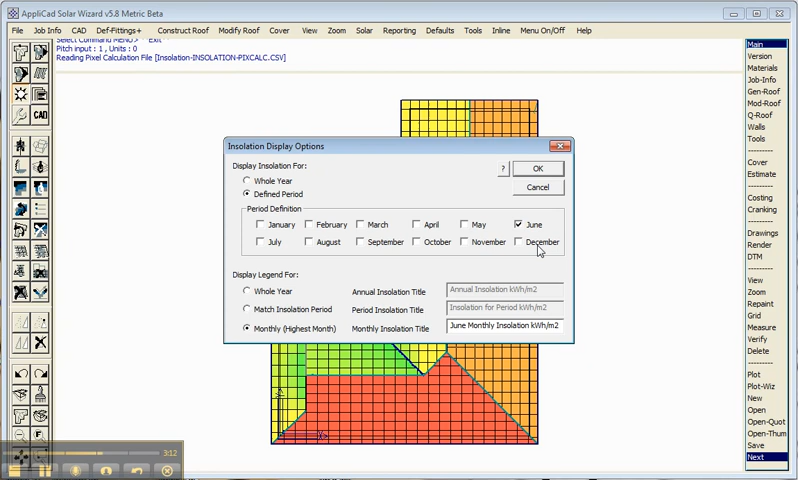 AppliCad Solar Wizard v5.8 Metric Beta
File Job Info Def-Fittings+ Construct Roof Modify Roof Cover View Zoom Solar Reporting Defaults Tools Inline Menu On/Off Help
Select Command MENU> " Exit
Pitch input : 1 , Units : 0
Reading Pixel Calculation File [Insolation-INSOLATION-PIXCALC.CSV]
CAD
Insolation Display Options
Display Insolation For:
Whole Year
Defined Period
? OK
Cancel
Period Definition
January February March April May June
July August September October November December
Display Legend For:
Whole Year Annual Insolation Title Annual Insolation kWh/m2
Match Insolation Period Period Insolation Title Insolation for Period kWh/m2
Monthly (Highest Month) Monthly Insolation Title June Monthly Insolation kWh/m2
Main
Version
Materials
Job-Info
Gen-Roof
Mod-Roof
Q-Roof
Walls
Tools
---------
Cover
Estimate
---------
Costing
Cranking
---------
Drawings
Render
DTM
---------
View
Zoom
Repaint
Grid
Measure
Verify
Delete
---------
Plot
Plot-Wiz
New
Open
Open-Quot
Open-Thum
Save
Next
3:12